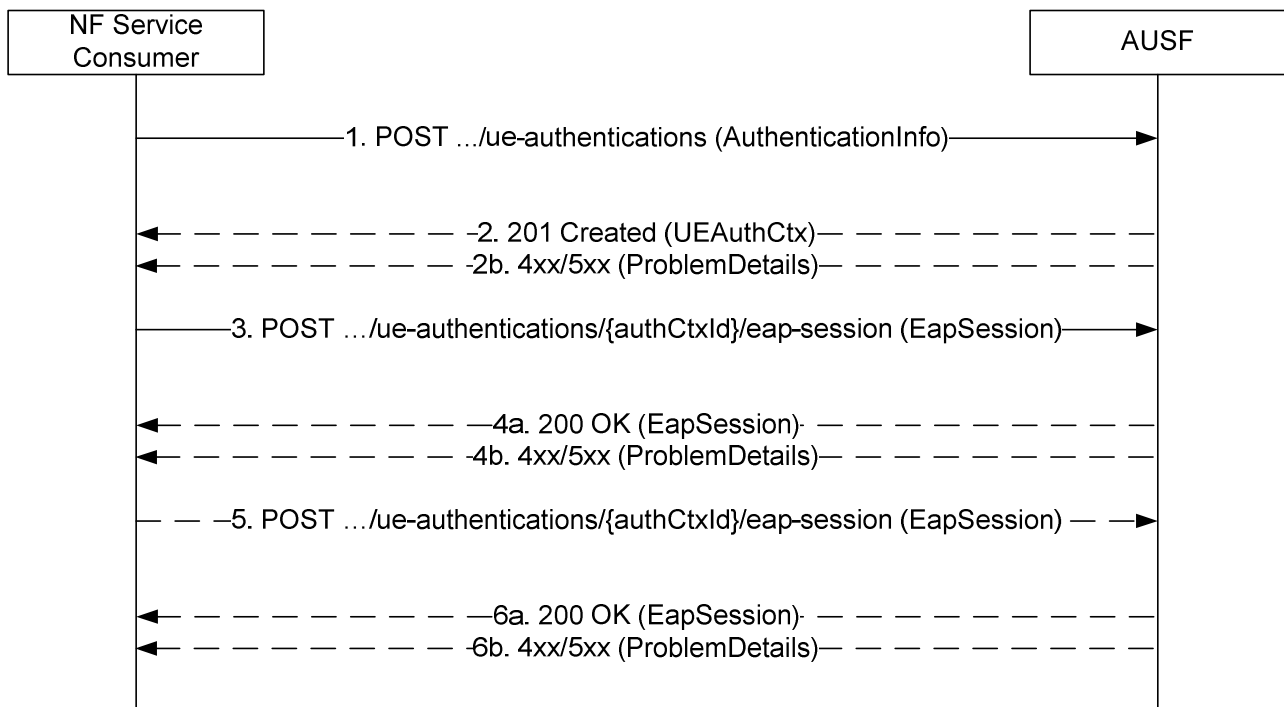 NF Service
Consumer
AUSF
1. POST …/ue-authentications (AuthenticationInfo)
2. 201 Created (UEAuthCtx)
2b. 4xx/5xx (ProblemDetails)
3. POST …/ue-authentications/{authCtxId}/eap-session (EapSession)
4a. 200 OK (EapSession)
4b. 4xx/5xx (ProblemDetails)
5. POST …/ue-authentications/{authCtxId}/eap-session (EapSession)
6a. 200 OK (EapSession)
6b. 4xx/5xx (ProblemDetails)